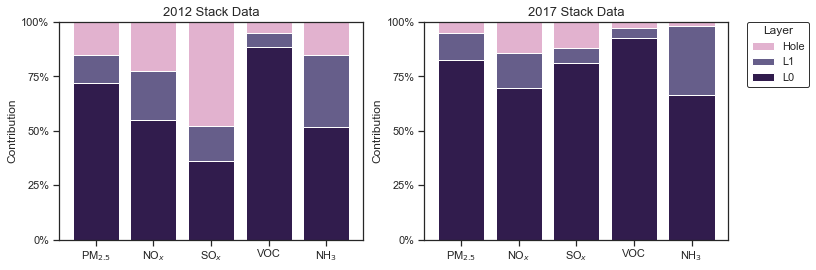 2012 Stack Data
2017 Stack Data
Contribution
100%
75%
50%
25%
0%
PM2.5
NOx
SOx
VOC
NH3
Contribution
100%
75%
50%
25%
0%
PM2.5
NOx
SOx
VOC
NH3
Layer
Hole
L1
L0